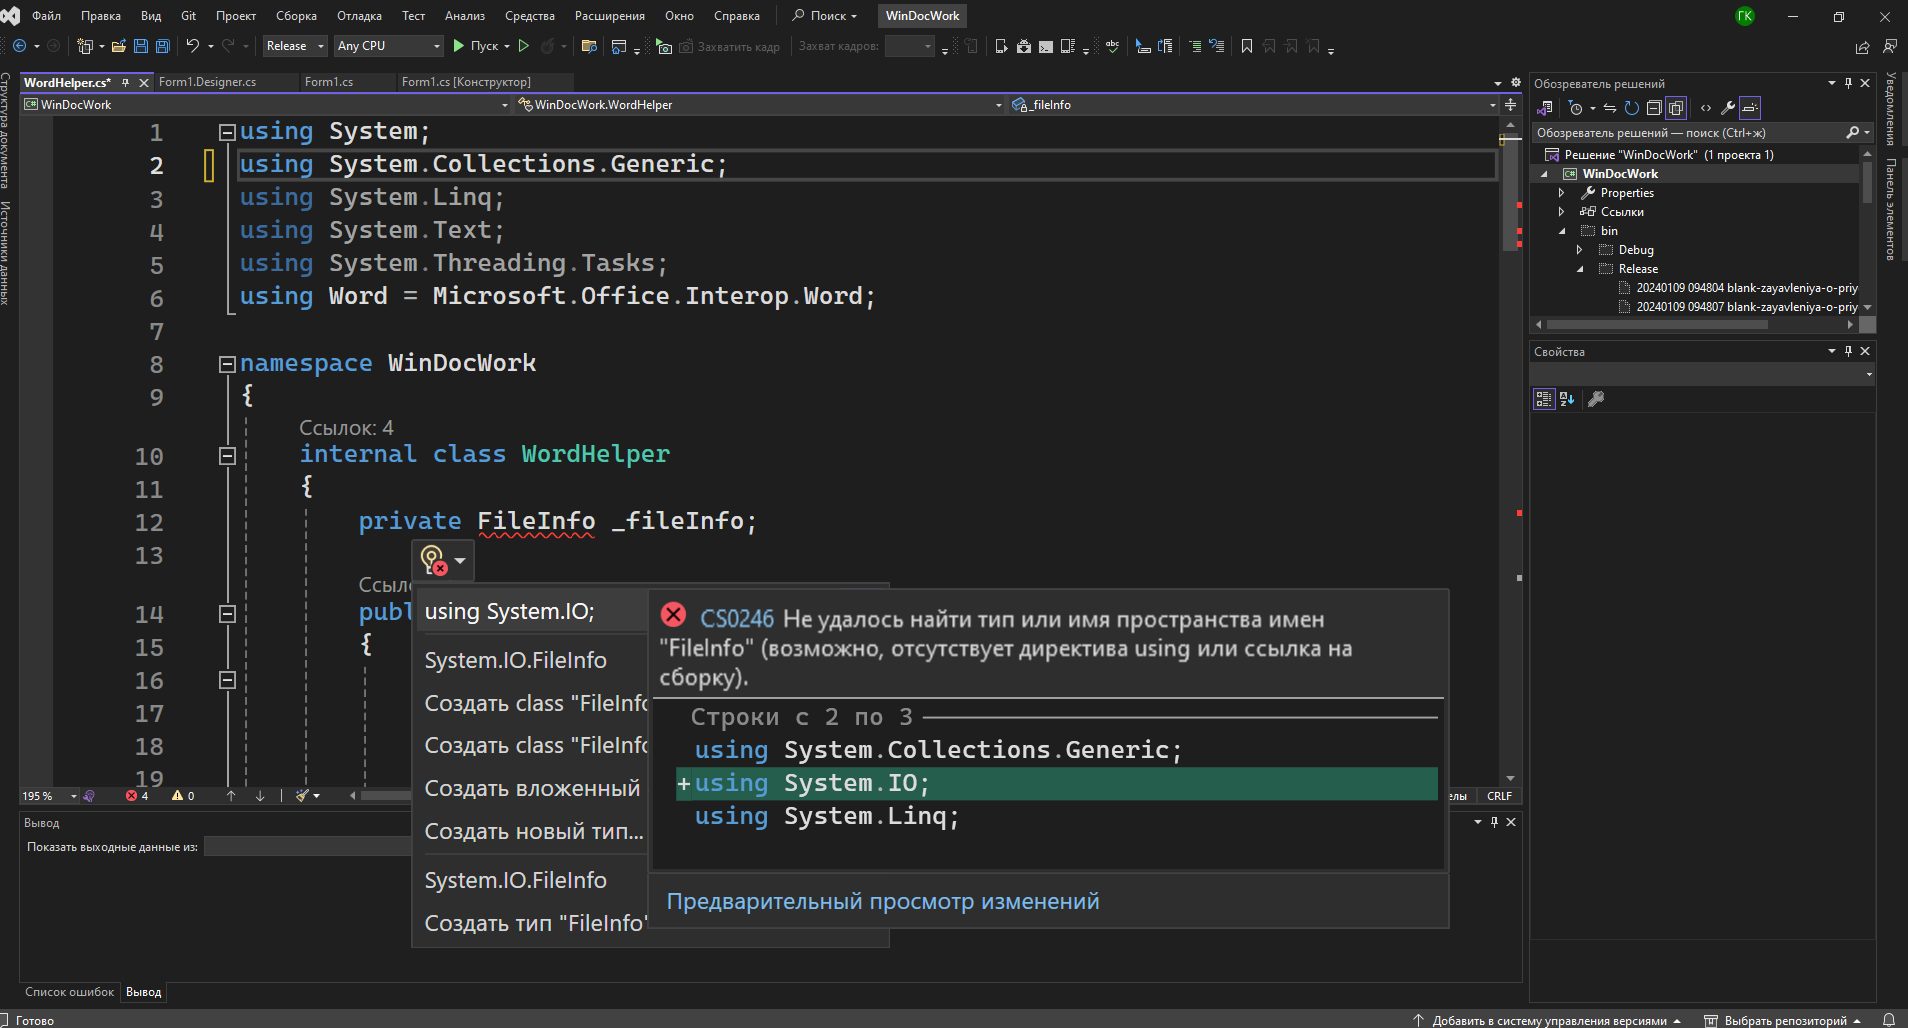 Файл Правка Вид Git Проект Сборка Отладка Тест Анализ Средства Расширения Окно Справка Поиск WinDocWork ГК
Release Any CPU Пуск Захватить кадр Захват кадров:
Структура документа
Источники данных
WordHelper.cs* Form1.Designer.cs Form1.cs Form1.cs [Конструктор]
WinDocWork WinDocWork.WordHelper _fileInfo
1 using System;
2 using System.Collections.Generic;
3 using System.Linq;
4 using System.Text;
5 using System.Threading.Tasks;
6 using Word = Microsoft.Office.Interop.Word;
7
8 namespace WinDocWork
9 {
Ссылок: 4
10 internal class WordHelper
11 {
12 private FileInfo _fileInfo;
13
Ссыл
14 publ
15 {
16
17
18
19
using System.IO;
System.IO.FileInfo
Создать class "FileInfo
Создать class "FileInfo
Создать вложенный
Создать новый тип...
System.IO.FileInfo
Создать тип "FileInfo"
CS0246 Не удалось найти тип или имя пространства имен
"FileInfo" (возможно, отсутствует директива using или ссылка на
сборку).
Строки с 2 по 3
using System.Collections.Generic;
+using System.IO;
using System.Linq;
Предварительный просмотр изменений
195 % 4 0 елы CRLF
Вывод
Показать выходные данные из:
Список ошибок Вывод
Обозреватель решений
Обозреватель решений — поиск (Ctrl+ж)
Решение "WinDocWork" (1 проекта 1)
WinDocWork
Properties
Ссылки
bin
Debug
Release
20240109 094804 blank-zayavleniya-o-priy
20240109 094807 blank-zayavleniya-o-priy
Свойства
Уведомления
Панель элементов
Готово Добавить в систему управления версиями Выбрать репозиторий